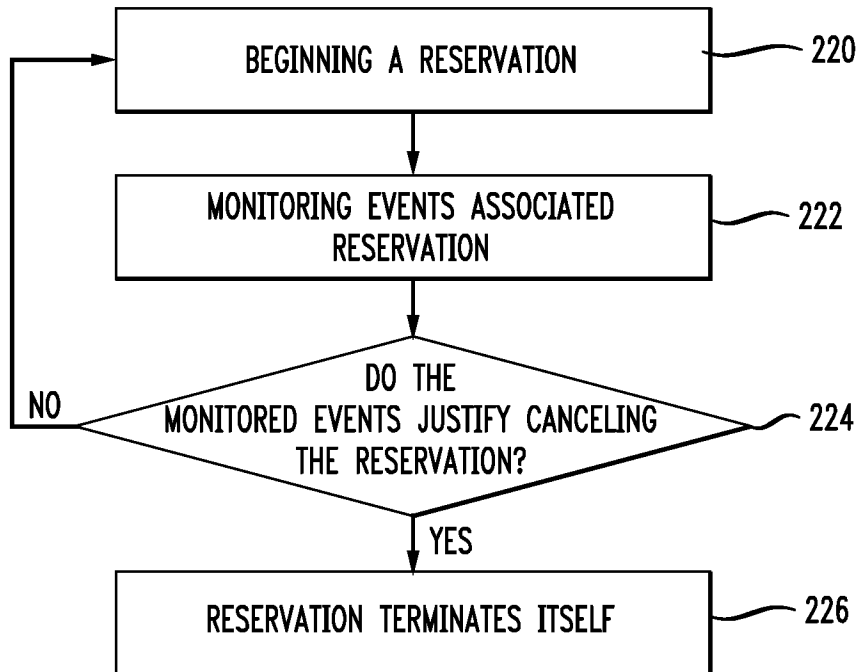 BEGINNING A RESERVATION
220
MONITORING EVENTS ASSOCIATED
RESERVATION
222
DO THE
MONITORED EVENTS JUSTIFY CANCELING
THE RESERVATION?
224
NO
YES
RESERVATION TERMINATES ITSELF
226